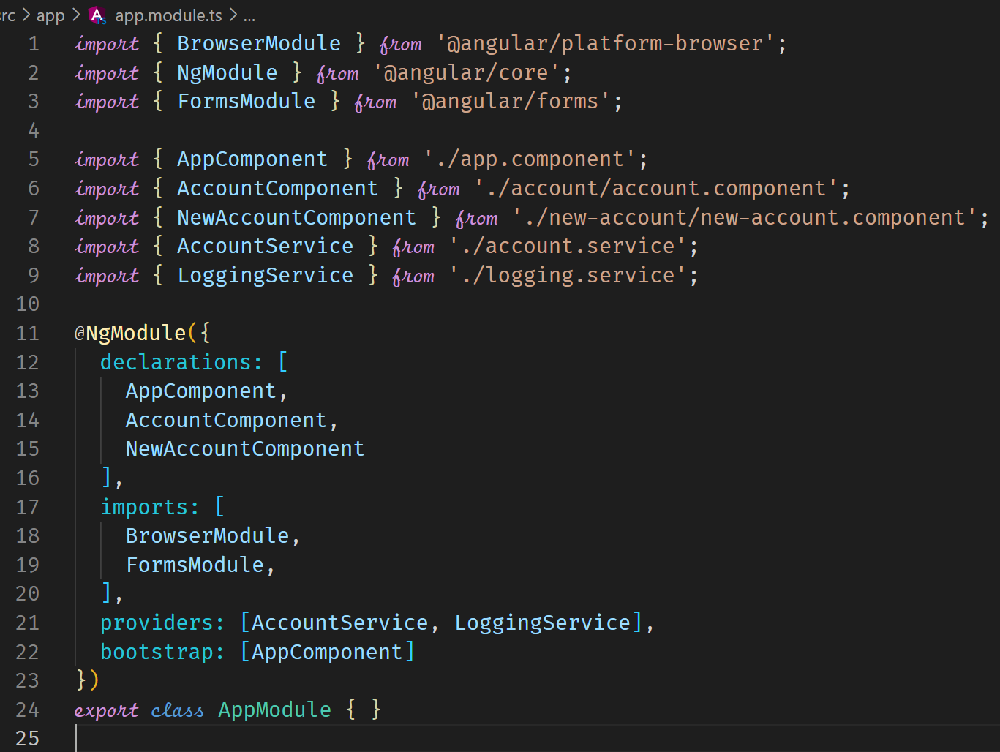 src > app > app.module.ts > ...
1 import { BrowserModule } from '@angular/platform-browser';
2 import { NgModule } from '@angular/core';
3 import { FormsModule } from '@angular/forms';
4
5 import { AppComponent } from './app.component';
6 import { AccountComponent } from './account/account.component';
7 import { NewAccountComponent } from './new-account/new-account.component';
8 import { AccountService } from './account.service';
9 import { LoggingService } from './logging.service';
10
11 @NgModule({
12   declarations: [
13     AppComponent,
14     AccountComponent,
15     NewAccountComponent
16   ],
17   imports: [
18     BrowserModule,
19     FormsModule,
20   ],
21   providers: [AccountService, LoggingService],
22   bootstrap: [AppComponent]
23 })
24 export class AppModule { }
25